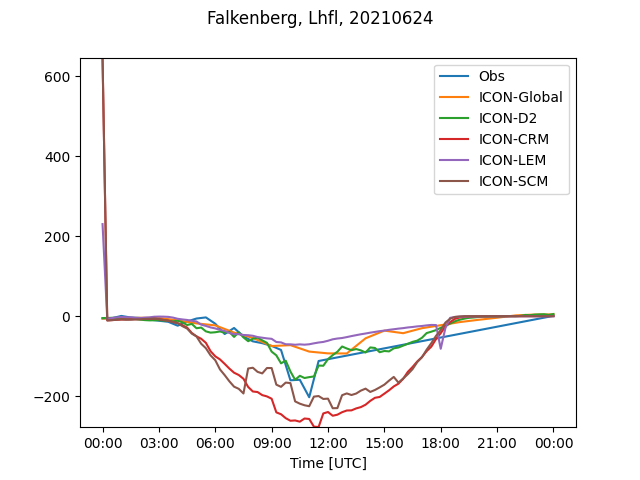 Falkenberg, Lhfl, 20210624
600
400
200
0
−200
Obs
ICON-Global
ICON-D2
ICON-CRM
ICON-LEM
ICON-SCM
00:00 03:00 06:00 09:00 12:00 15:00 18:00 21:00 00:00
Time [UTC]